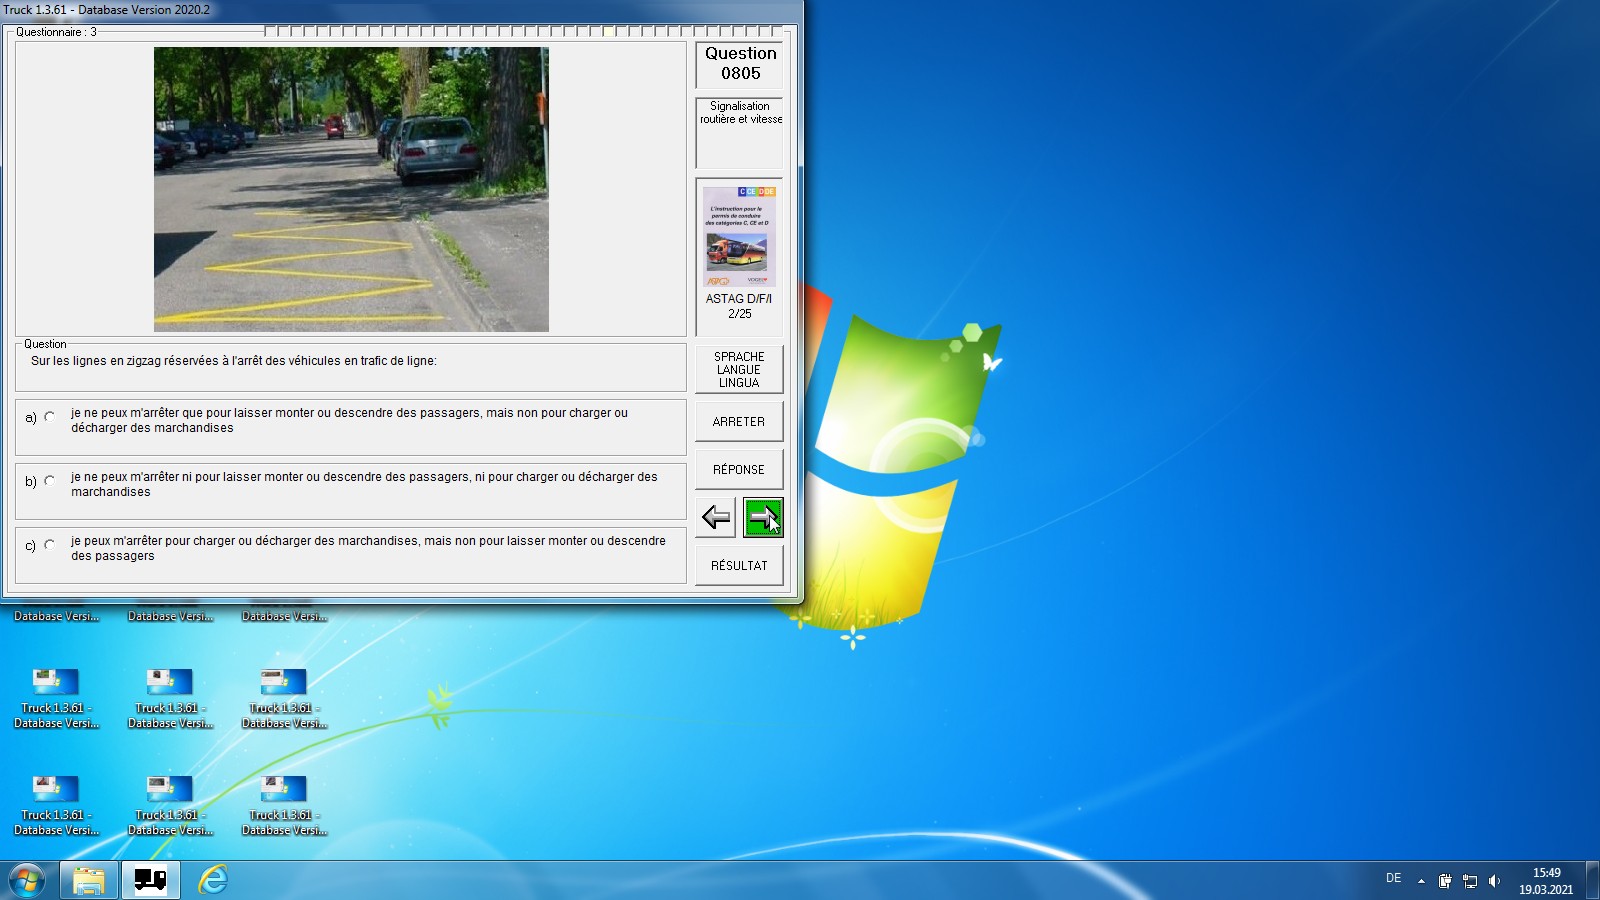 Truck 1.3.61 - Database Version 2020.2
Questionnaire : 3
Question
0805
Signalisation
routière et vitesse
C CE D DE
L'instruction pour le
permis de conduire
des catégories C, CE et D
ASTAG D/F/I
2/25
Question
Sur les lignes en zigzag réservées à l'arrêt des véhicules en trafic de ligne:
SPRACHE
LANGUE
LINGUA
a) je ne peux m'arrêter que pour laisser monter ou descendre des passagers, mais non pour charger ou
décharger des marchandises
ARRETER
b) je ne peux m'arrêter ni pour laisser monter ou descendre des passagers, ni pour charger ou décharger des
marchandises
RÉPONSE
c) je peux m'arrêter pour charger ou décharger des marchandises, mais non pour laisser monter ou descendre
des passagers
RÉSULTAT
Database Versi... Database Versi... Database Versi...
Truck 1.3.61 - Truck 1.3.61 - Truck 1.3.61 -
Database Versi... Database Versi... Database Versi...
Truck 1.3.61 - Truck 1.3.61 - Truck 1.3.61 -
Database Versi... Database Versi... Database Versi...
DE
15:49
19.03.2021